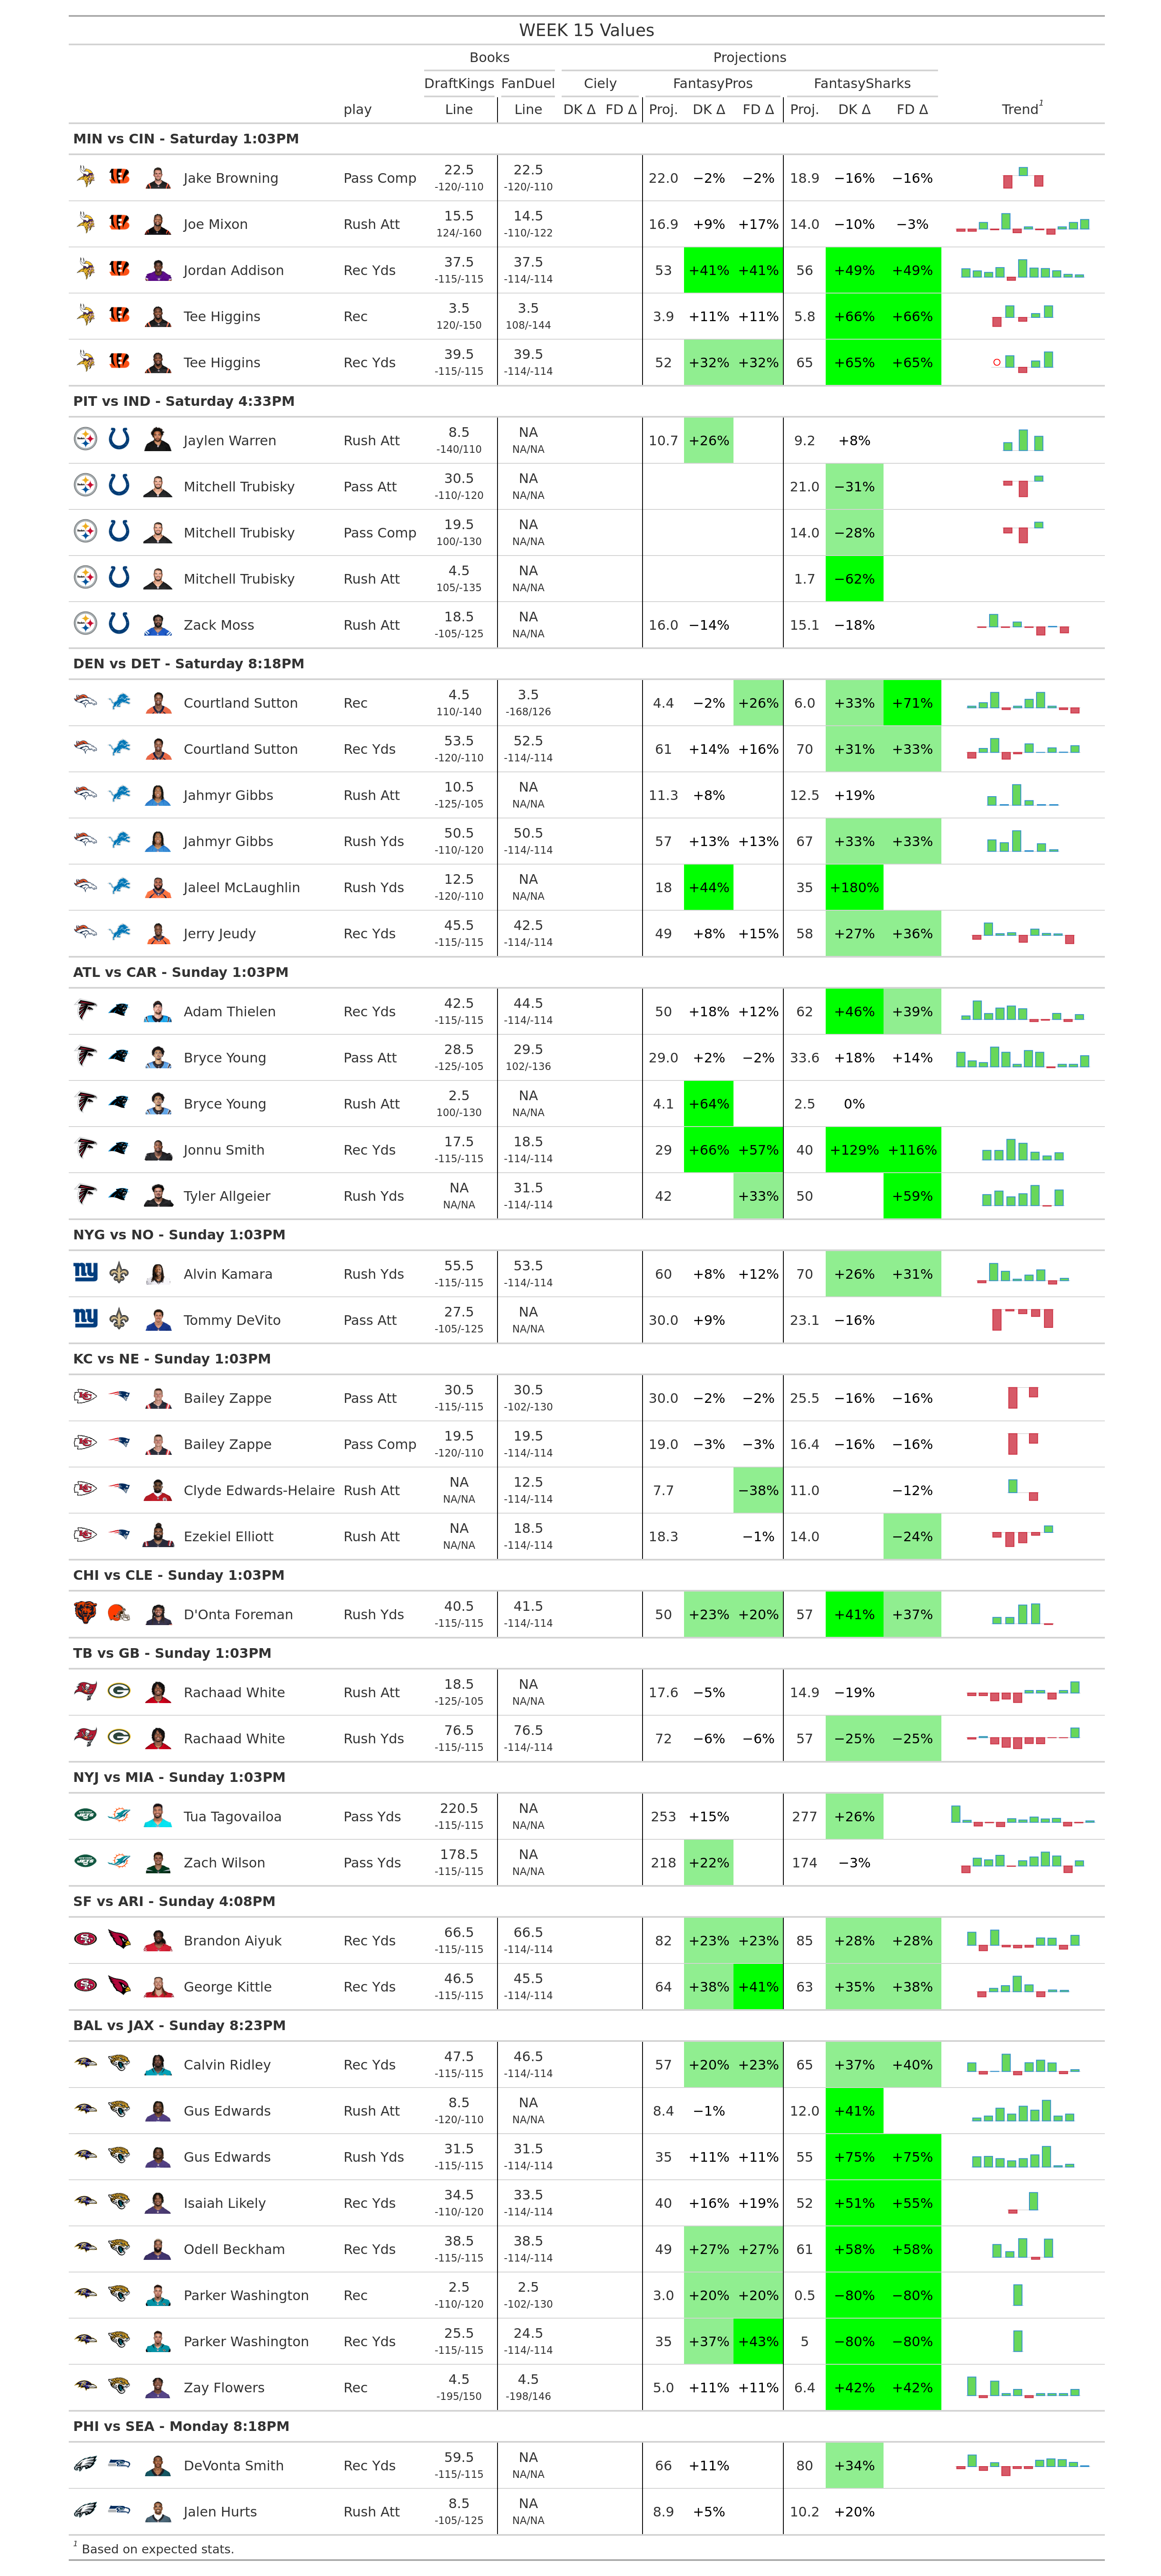 WEEK 15 Values
Books Projections
DraftKings FanDuel Ciely FantasyPros FantasySharks
play Line Line DK Δ FD Δ Proj. DK Δ FD Δ Proj. DK Δ FD Δ Trend1
MIN vs CIN - Saturday 1:03PM
Jake Browning Pass Comp 22.5 22.5 22.0 −2% −2% 18.9 −16% −16%
-120/-110 -120/-110
Joe Mixon Rush Att 15.5 14.5 16.9 +9% +17% 14.0 −10% −3%
124/-160 -110/-122
Jordan Addison Rec Yds 37.5 37.5 53 +41% +41% 56 +49% +49%
-115/-115 -114/-114
Tee Higgins Rec 3.5 3.5 3.9 +11% +11% 5.8 +66% +66%
120/-150 108/-144
Tee Higgins Rec Yds 39.5 39.5 52 +32% +32% 65 +65% +65%
-115/-115 -114/-114
PIT vs IND - Saturday 4:33PM
Jaylen Warren Rush Att 8.5 NA 10.7 +26% 9.2 +8%
-140/110 NA/NA
Mitchell Trubisky Pass Att 30.5 NA 21.0 −31%
-110/-120 NA/NA
Mitchell Trubisky Pass Comp 19.5 NA 14.0 −28%
100/-130 NA/NA
Mitchell Trubisky Rush Att 4.5 NA 1.7 −62%
105/-135 NA/NA
Zack Moss Rush Att 18.5 NA 16.0 −14% 15.1 −18%
-105/-125 NA/NA
DEN vs DET - Saturday 8:18PM
Courtland Sutton Rec 4.5 3.5 4.4 −2% +26% 6.0 +33% +71%
110/-140 -168/126
Courtland Sutton Rec Yds 53.5 52.5 61 +14% +16% 70 +31% +33%
-120/-110 -114/-114
Jahmyr Gibbs Rush Att 10.5 NA 11.3 +8% 12.5 +19%
-125/-105 NA/NA
Jahmyr Gibbs Rush Yds 50.5 50.5 57 +13% +13% 67 +33% +33%
-110/-120 -114/-114
Jaleel McLaughlin Rush Yds 12.5 NA 18 +44% 35 +180%
-120/-110 NA/NA
Jerry Jeudy Rec Yds 45.5 42.5 49 +8% +15% 58 +27% +36%
-115/-115 -114/-114
ATL vs CAR - Sunday 1:03PM
Adam Thielen Rec Yds 42.5 44.5 50 +18% +12% 62 +46% +39%
-115/-115 -114/-114
Bryce Young Pass Att 28.5 29.5 29.0 +2% −2% 33.6 +18% +14%
-125/-105 102/-136
Bryce Young Rush Att 2.5 NA 4.1 +64% 2.5 0%
100/-130 NA/NA
Jonnu Smith Rec Yds 17.5 18.5 29 +66% +57% 40 +129% +116%
-115/-115 -114/-114
Tyler Allgeier Rush Yds NA 31.5 42 +33% 50 +59%
NA/NA -114/-114
NYG vs NO - Sunday 1:03PM
Alvin Kamara Rush Yds 55.5 53.5 60 +8% +12% 70 +26% +31%
-115/-115 -114/-114
Tommy DeVito Pass Att 27.5 NA 30.0 +9% 23.1 −16%
-105/-125 NA/NA
KC vs NE - Sunday 1:03PM
Bailey Zappe Pass Att 30.5 30.5 30.0 −2% −2% 25.5 −16% −16%
-115/-115 -102/-130
Bailey Zappe Pass Comp 19.5 19.5 19.0 −3% −3% 16.4 −16% −16%
-120/-110 -114/-114
Clyde Edwards-Helaire Rush Att NA 12.5 7.7 −38% 11.0 −12%
NA/NA -114/-114
Ezekiel Elliott Rush Att NA 18.5 18.3 −1% 14.0 −24%
NA/NA -114/-114
CHI vs CLE - Sunday 1:03PM
D'Onta Foreman Rush Yds 40.5 41.5 50 +23% +20% 57 +41% +37%
-115/-115 -114/-114
TB vs GB - Sunday 1:03PM
Rachaad White Rush Att 18.5 NA 17.6 −5% 14.9 −19%
-125/-105 NA/NA
Rachaad White Rush Yds 76.5 76.5 72 −6% −6% 57 −25% −25%
-115/-115 -114/-114
NYJ vs MIA - Sunday 1:03PM
Tua Tagovailoa Pass Yds 220.5 NA 253 +15% 277 +26%
-115/-115 NA/NA
Zach Wilson Pass Yds 178.5 NA 218 +22% 174 −3%
-115/-115 NA/NA
SF vs ARI - Sunday 4:08PM
Brandon Aiyuk Rec Yds 66.5 66.5 82 +23% +23% 85 +28% +28%
-115/-115 -114/-114
George Kittle Rec Yds 46.5 45.5 64 +38% +41% 63 +35% +38%
-115/-115 -114/-114
BAL vs JAX - Sunday 8:23PM
Calvin Ridley Rec Yds 47.5 46.5 57 +20% +23% 65 +37% +40%
-115/-115 -114/-114
Gus Edwards Rush Att 8.5 NA 8.4 −1% 12.0 +41%
-120/-110 NA/NA
Gus Edwards Rush Yds 31.5 31.5 35 +11% +11% 55 +75% +75%
-115/-115 -114/-114
Isaiah Likely Rec Yds 34.5 33.5 40 +16% +19% 52 +51% +55%
-110/-120 -114/-114
Odell Beckham Rec Yds 38.5 38.5 49 +27% +27% 61 +58% +58%
-115/-115 -114/-114
Parker Washington Rec 2.5 2.5 3.0 +20% +20% 0.5 −80% −80%
-110/-120 -102/-130
Parker Washington Rec Yds 25.5 24.5 35 +37% +43% 5 −80% −80%
-115/-115 -114/-114
Zay Flowers Rec 4.5 4.5 5.0 +11% +11% 6.4 +42% +42%
-195/150 -198/146
PHI vs SEA - Monday 8:18PM
DeVonta Smith Rec Yds 59.5 NA 66 +11% 80 +34%
-115/-115 NA/NA
Jalen Hurts Rush Att 8.5 NA 8.9 +5% 10.2 +20%
-105/-125 NA/NA
1 Based on expected stats.